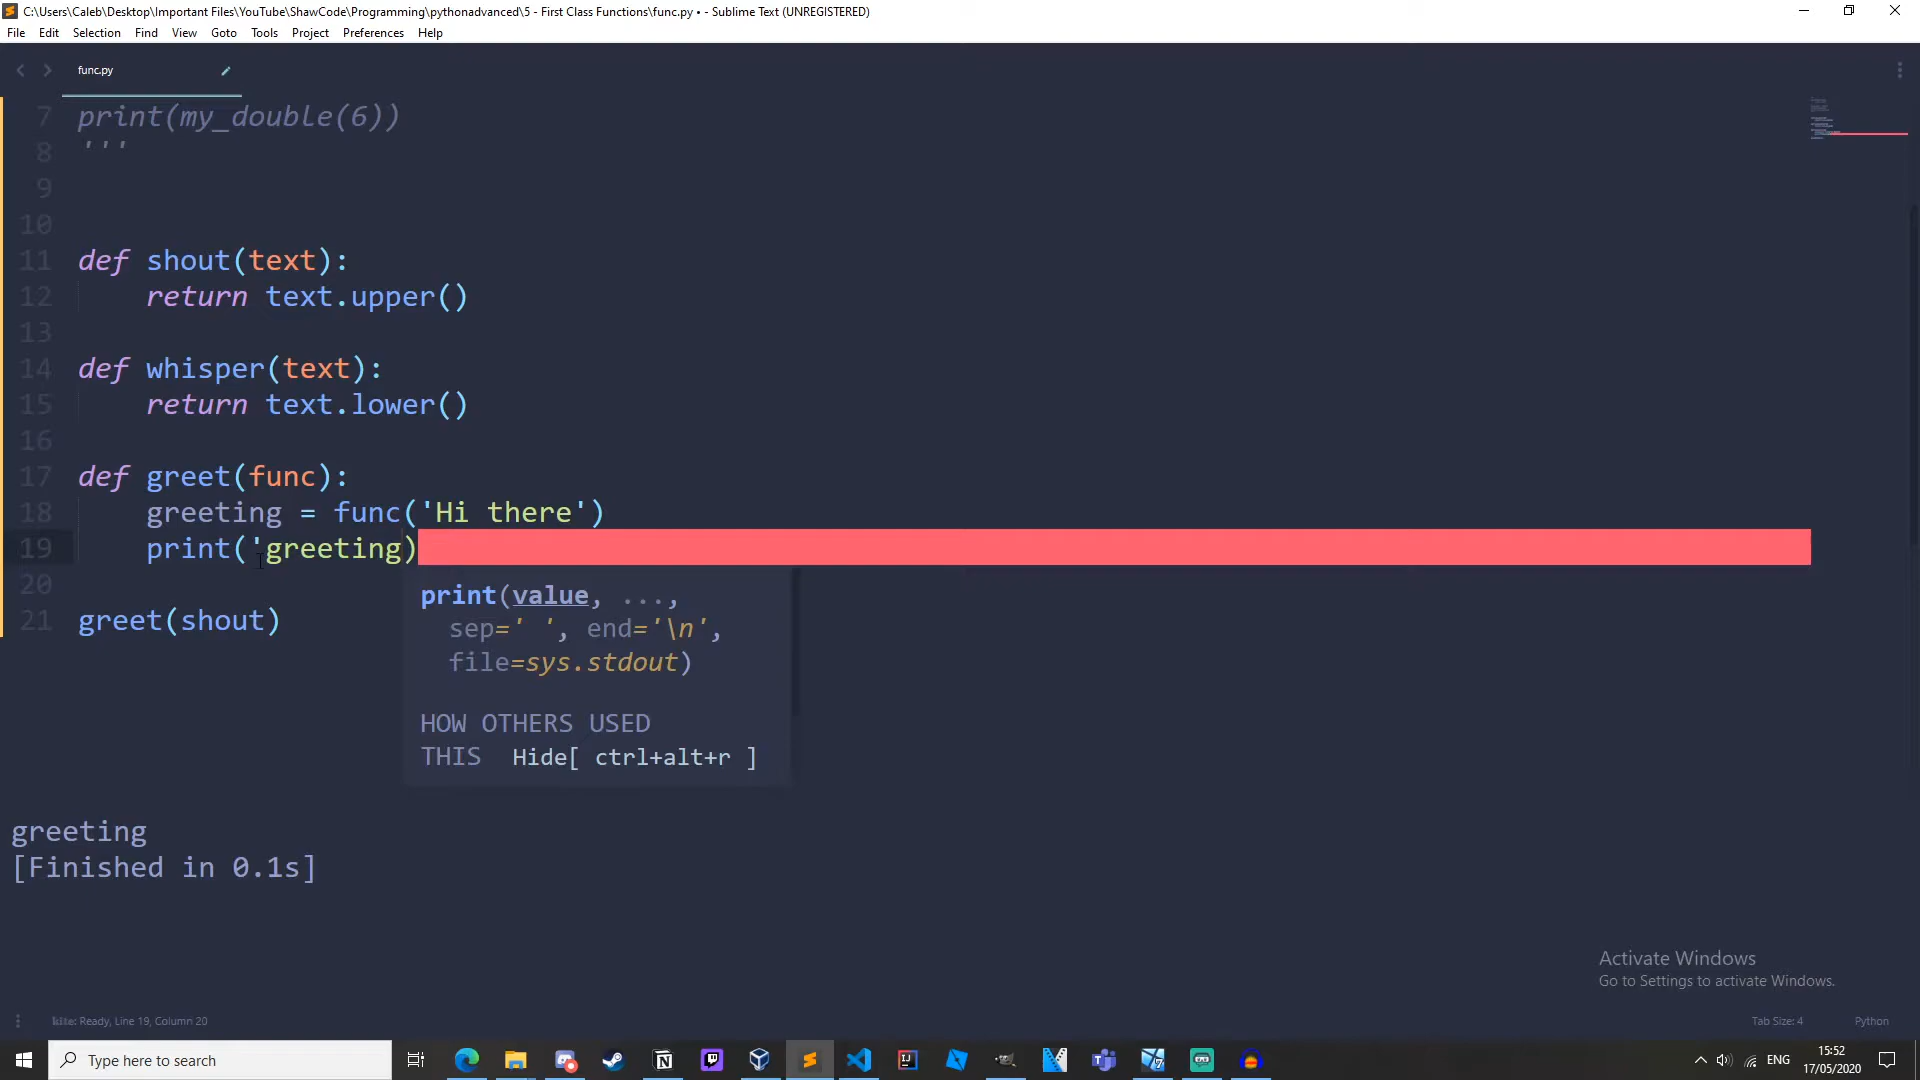 C:\Users\Caleb\Desktop\Important Files\YouTube\ShawCode\Programming\pythonadvanced\5 - First Class Functions\func.py • - Sublime Text (UNREGISTERED)
File Edit Selection Find View Goto Tools Project Preferences Help
func.py
7 print(my_double(6))
8 '''
9
10
11 def shout(text):
12 return text.upper()
13
14 def whisper(text):
15 return text.lower()
16
17 def greet(func):
18 greeting = func('Hi there')
19 print('greeting)
20
21 greet(shout)
print(value, ...,
sep=' ', end='\n',
file=sys.stdout)
HOW OTHERS USED
THIS Hide[ ctrl+alt+r ]
greeting
[Finished in 0.1s]
Activate Windows
Go to Settings to activate Windows.
Ready, Line 19, Column 20
Tab Size: 4 Python
Type here to search
ENG
15:52
17/05/2020